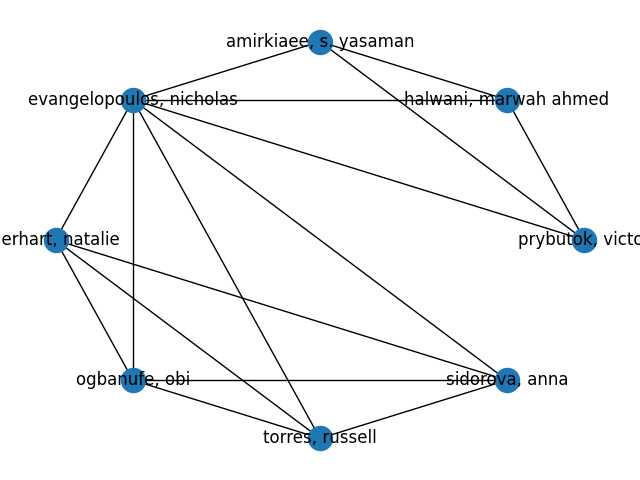 amirkiaee, s. yasaman
evangelopoulos, nicholas
halwani, marwah ahmed
erhart, natalie
prybutok, victo
ogbanufe, obi
sidorova, anna
torres, russell